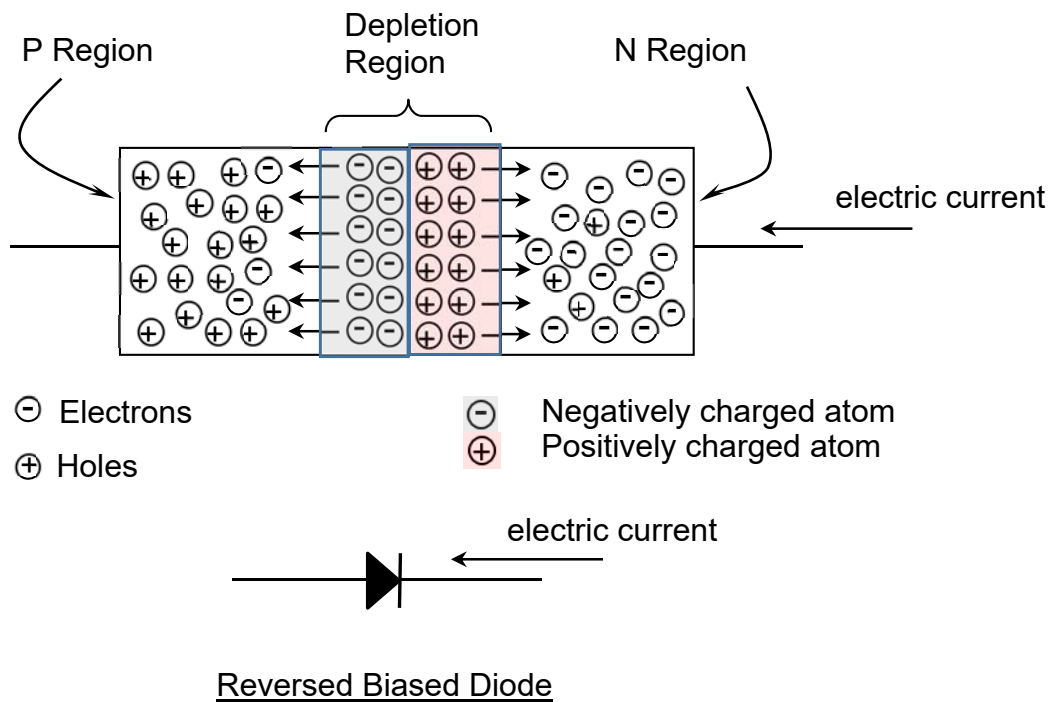 Depletion
Region
P Region
N Region
electric current
Electrons
Holes
Negatively charged atom
Positively charged atom
electric current
Reversed Biased Diode